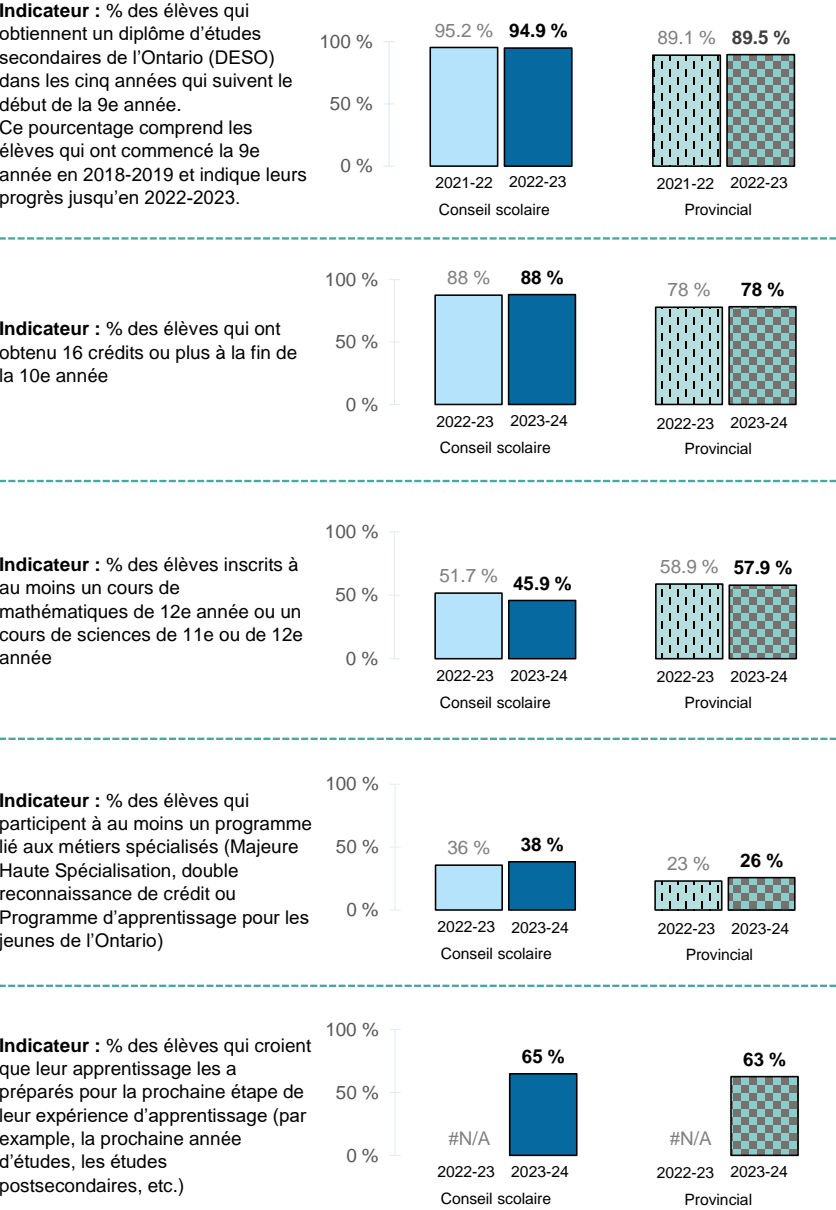 Indicateur : % des élèves qui
obtiennent un diplôme d’études
secondaires de l’Ontario (DESO)
dans les cinq années qui suivent le
début de la 9e année.
Ce pourcentage comprend les
élèves qui ont commencé la 9e
année en 2018-2019 et indique leurs
progrès jusqu’en 2022-2023.
100 %
50 %
0 %
95.2 % 94.9 %
2021-22 2022-23
Conseil scolaire
89.1 % 89.5 %
2021-22 2022-23
Provincial
Indicateur : % des élèves qui ont
obtenu 16 crédits ou plus à la fin de
la 10e année
100 %
50 %
0 %
88 % 88 %
2022-23 2023-24
Conseil scolaire
78 % 78 %
2022-23 2023-24
Provincial
Indicateur : % des élèves inscrits à
au moins un cours de
mathématiques de 12e année ou un
cours de sciences de 11e ou de 12e
année
100 %
50 %
0 %
51.7 % 45.9 %
2022-23 2023-24
Conseil scolaire
58.9 % 57.9 %
2022-23 2023-24
Provincial
Indicateur : % des élèves qui
participent à au moins un programme
lié aux métiers spécialisés (Majeure
Haute Spécialisation, double
reconnaissance de crédit ou
Programme d’apprentissage pour les
jeunes de l’Ontario)
100 %
50 %
0 %
36 % 38 %
2022-23 2023-24
Conseil scolaire
23 % 26 %
2022-23 2023-24
Provincial
Indicateur : % des élèves qui croient
que leur apprentissage les a
préparés pour la prochaine étape de
leur expérience d’apprentissage (par
example, la prochaine année
d’études, les études
postsecondaires, etc.)
100 %
50 %
0 %
#N/A 65 %
2022-23 2023-24
Conseil scolaire
#N/A 63 %
2022-23 2023-24
Provincial